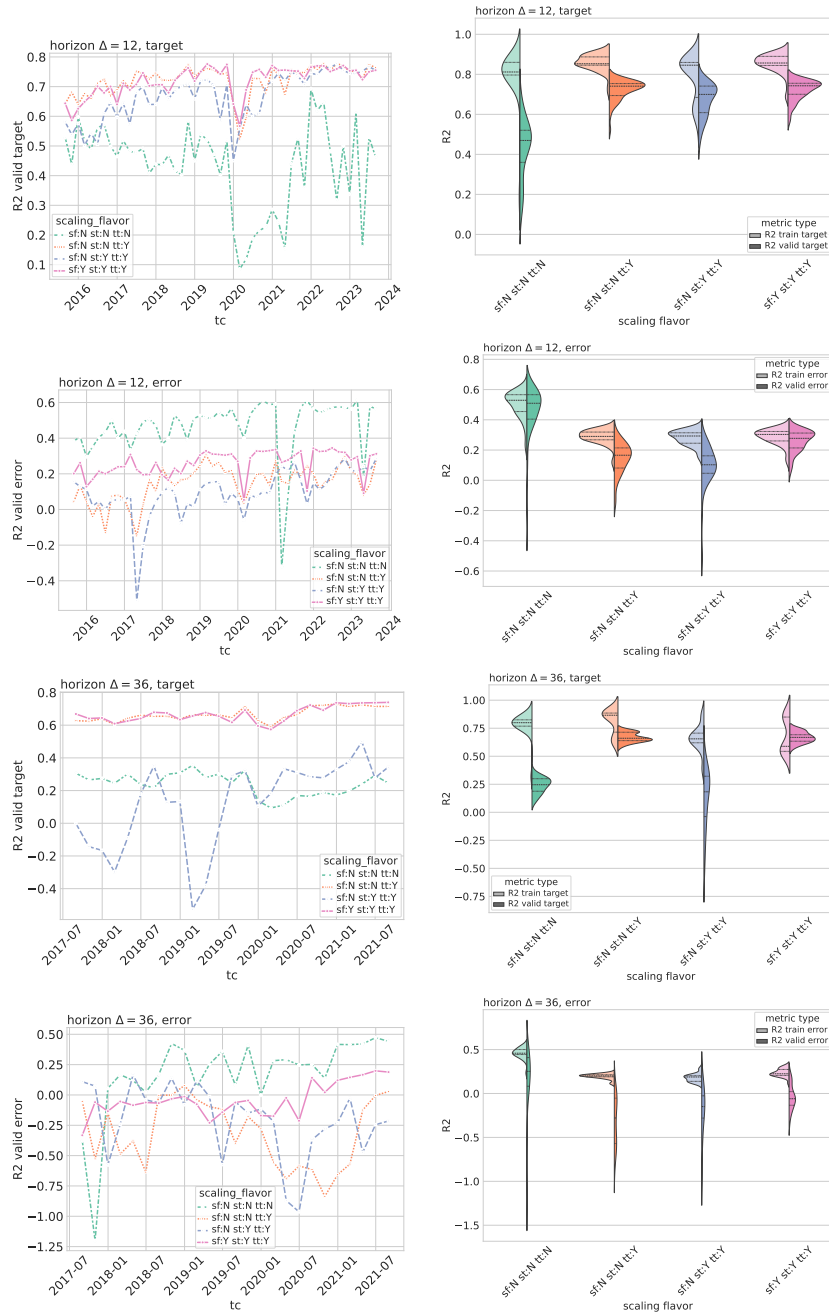 horizon Δ = 12, target
0.8
0.7
0.6
0.5
0.4
0.3
0.2
0.1
R2 valid target
scaling_flavor
sf:N st:N tt:N
sf:N st:N tt:Y
sf:N st:Y tt:Y
sf:Y st:Y tt:Y
2016
2017
2018
2019
2020
2021
2022
2023
2024
tc
horizon Δ = 12, target
1.0
0.8
0.6
0.4
0.2
0.0
R2
metric type
R2 train target
R2 valid target
sf:N st:N tt:N
sf:N st:N tt:Y
sf:N st:Y tt:Y
sf:Y st:Y tt:Y
scaling flavor
horizon Δ = 12, error
0.6
0.4
0.2
0.0
−0.2
−0.4
R2 valid error
scaling_flavor
sf:N st:N tt:N
sf:N st:N tt:Y
sf:N st:Y tt:Y
sf:Y st:Y tt:Y
2016
2017
2018
2019
2020
2021
2022
2023
2024
tc
horizon Δ = 12, error
0.8
0.6
0.4
0.2
0.0
−0.2
−0.4
−0.6
R2
metric type
R2 train error
R2 valid error
sf:N st:N tt:N
sf:N st:N tt:Y
sf:N st:Y tt:Y
sf:Y st:Y tt:Y
scaling flavor
horizon Δ = 36, target
0.8
0.6
0.4
0.2
0.0
−0.2
−0.4
R2 valid target
scaling_flavor
sf:N st:N tt:N
sf:N st:N tt:Y
sf:N st:Y tt:Y
sf:Y st:Y tt:Y
2017-07
2018-01
2018-07
2019-01
2019-07
2020-01
2020-07
2021-01
2021-07
tc
horizon Δ = 36, target
1.00
0.75
0.50
0.25
0.00
−0.25
−0.50
−0.75
R2
metric type
R2 train target
R2 valid target
sf:N st:N tt:N
sf:N st:N tt:Y
sf:N st:Y tt:Y
sf:Y st:Y tt:Y
scaling flavor
horizon Δ = 36, error
0.50
0.25
0.00
−0.25
−0.50
−0.75
−1.00
−1.25
R2 valid error
scaling_flavor
sf:N st:N tt:N
sf:N st:N tt:Y
sf:N st:Y tt:Y
sf:Y st:Y tt:Y
2017-07
2018-01
2018-07
2019-01
2019-07
2020-01
2020-07
2021-01
2021-07
tc
horizon Δ = 36, error
0.5
0.0
−0.5
−1.0
−1.5
R2
metric type
R2 train error
R2 valid error
sf:N st:N tt:N
sf:N st:N tt:Y
sf:N st:Y tt:Y
sf:Y st:Y tt:Y
scaling flavor